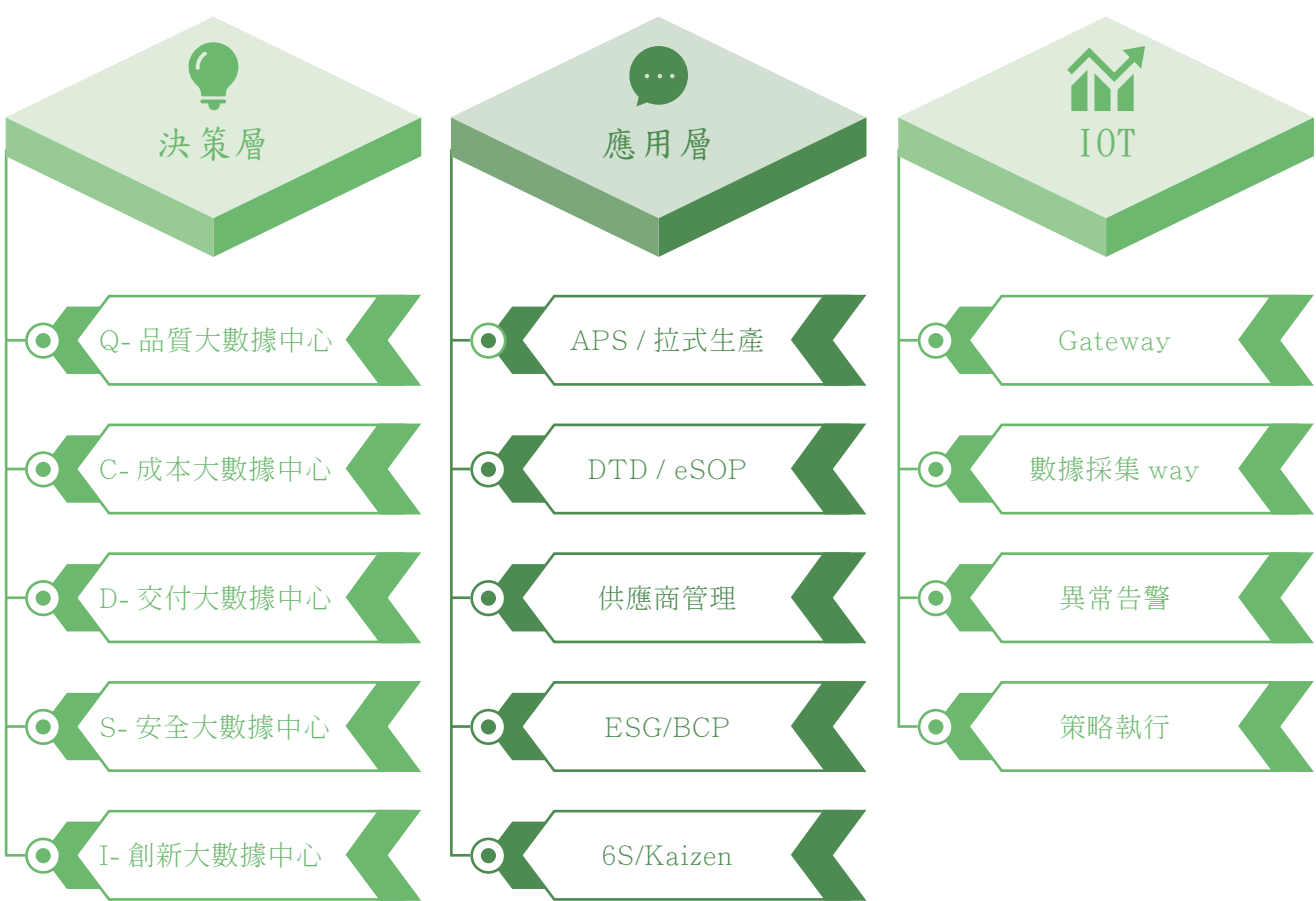 決策層
Q-品質大數據中心
C-成本大數據中心
D-交付大數據中心
S-安全大數據中心
I-創新大數據中心
應用層
APS / 拉式生產
DTD / eSOP
供應商管理
ESG/BCP
6S/Kaizen
IOT
Gateway
數據採集 way
異常告警
策略執行